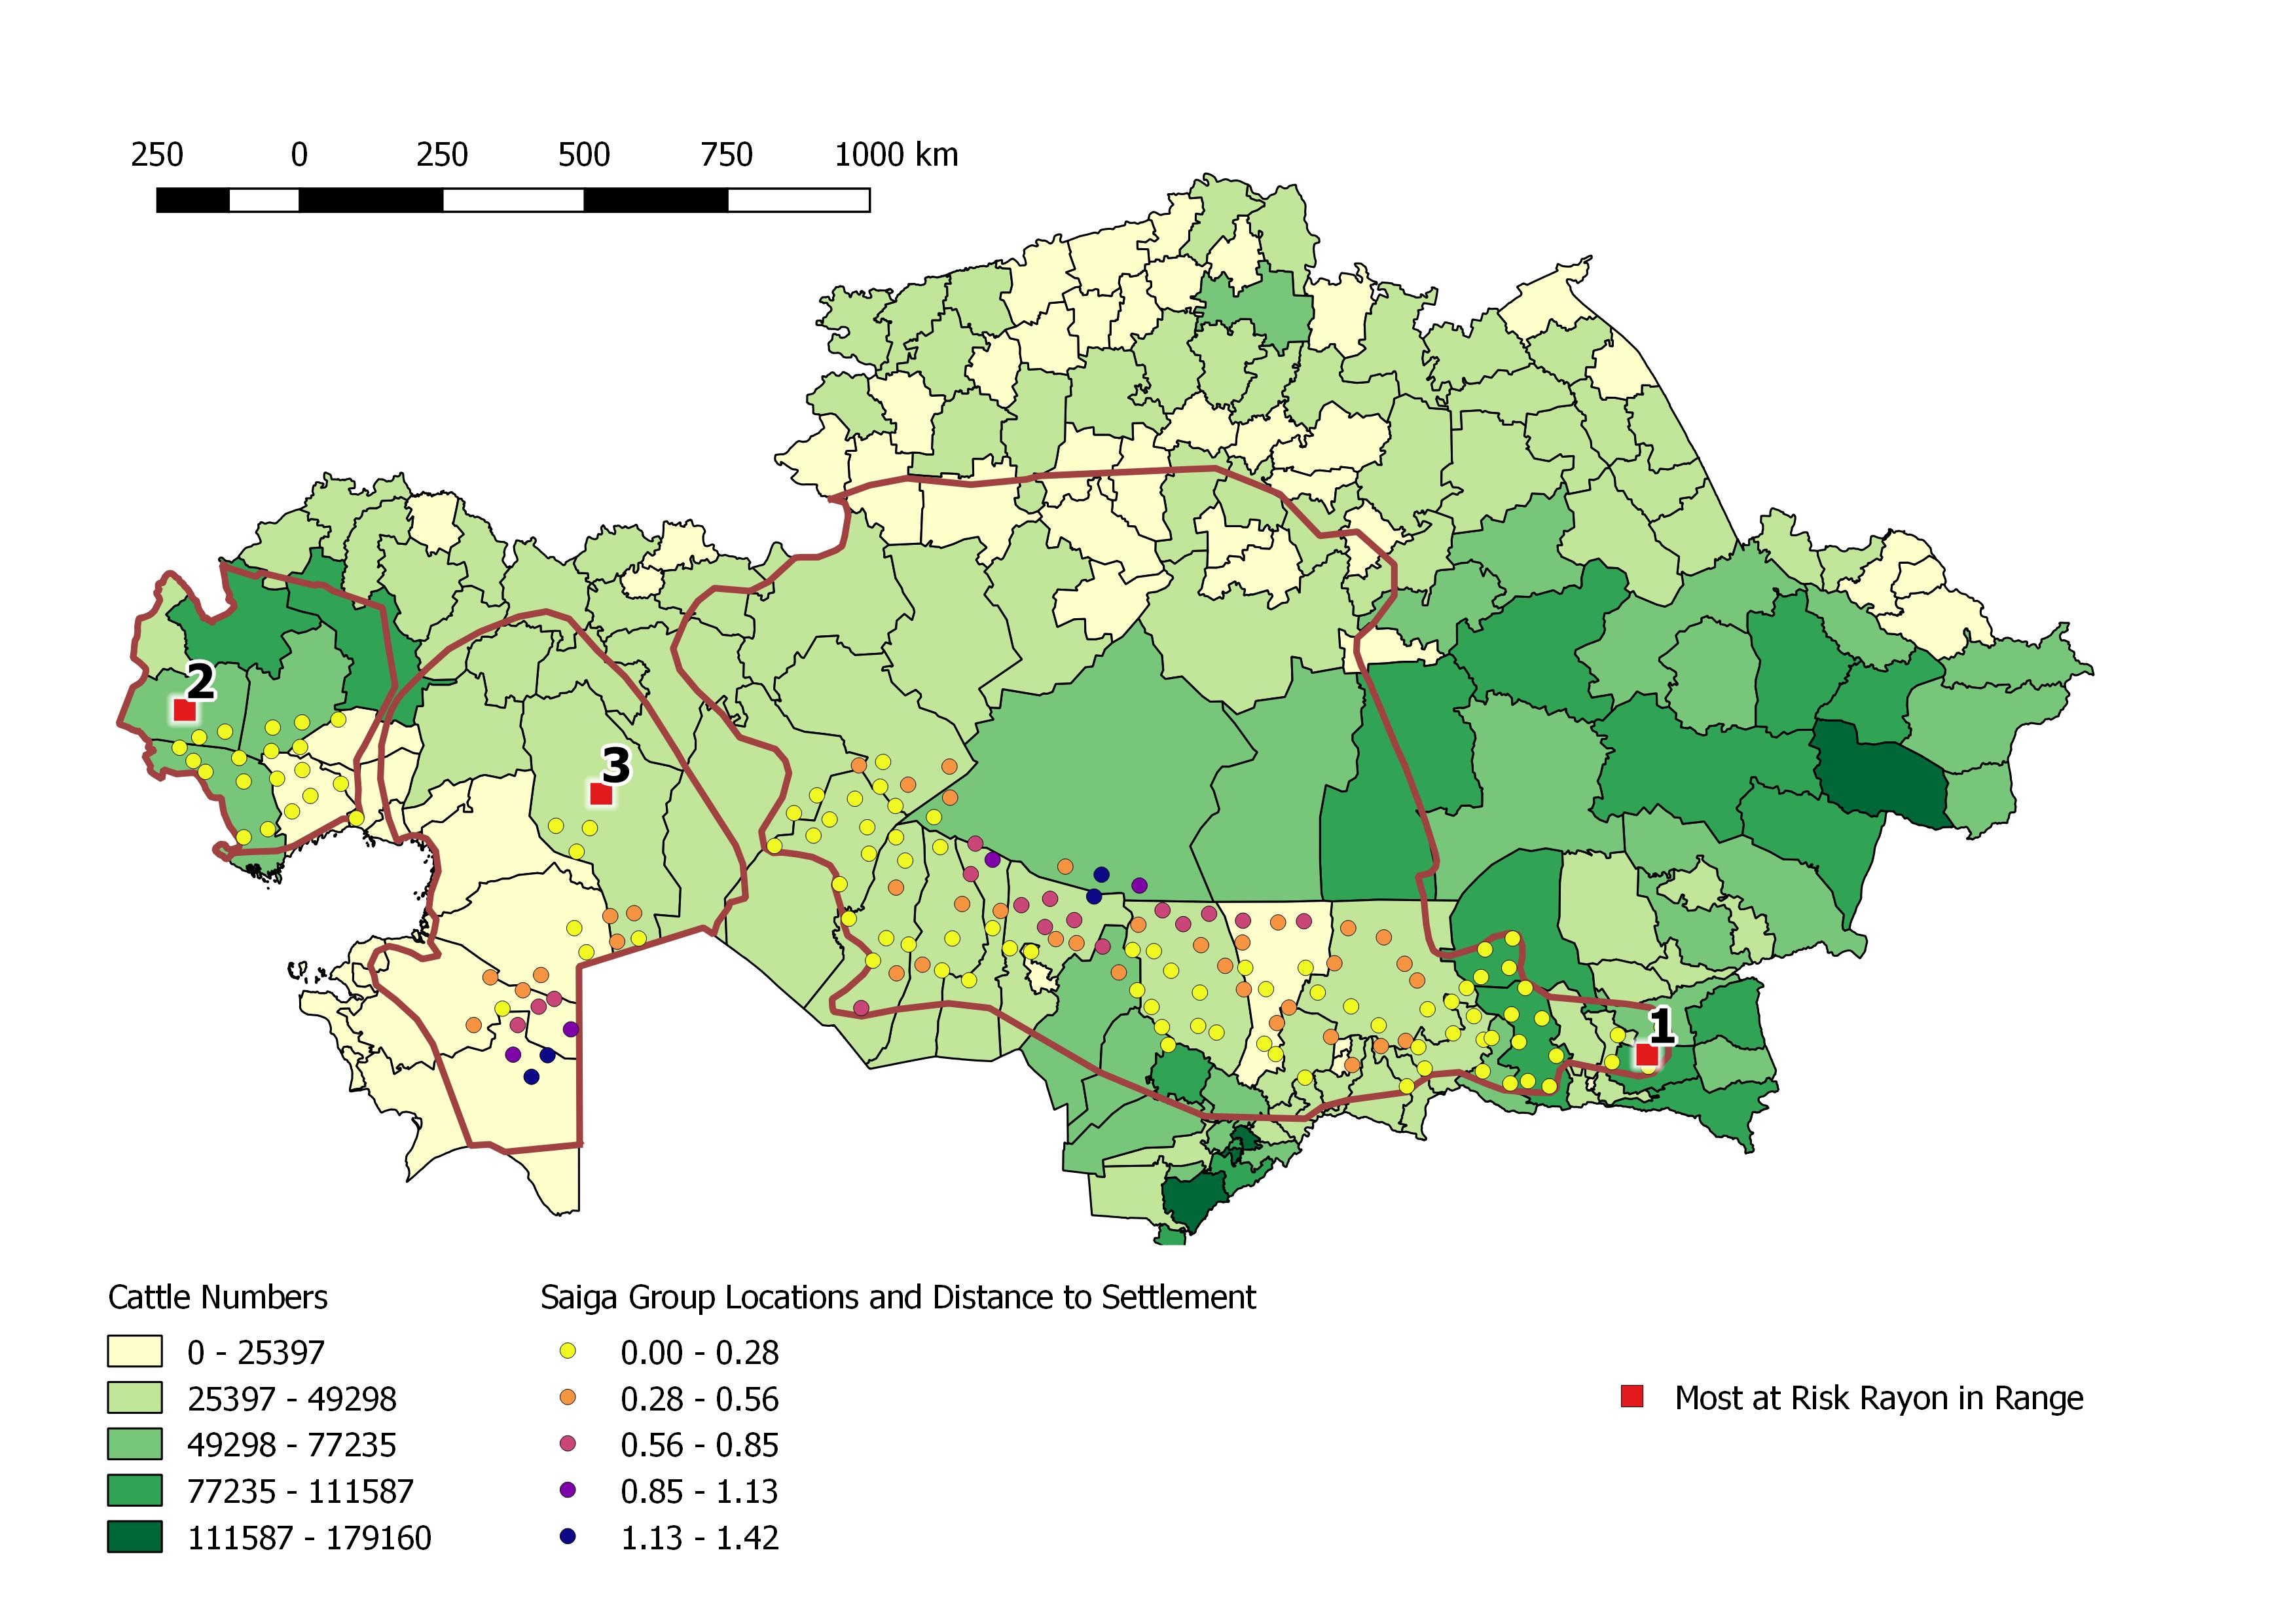 250 0 250 500 750 1000 km
2
3
1
Cattle Numbers
0 - 25397
25397 - 49298
49298 - 77235
77235 - 111587
111587 - 179160
Saiga Group Locations and Distance to Settlement
0.00 - 0.28
0.28 - 0.56
0.56 - 0.85
0.85 - 1.13
1.13 - 1.42
Most at Risk Rayon in Range